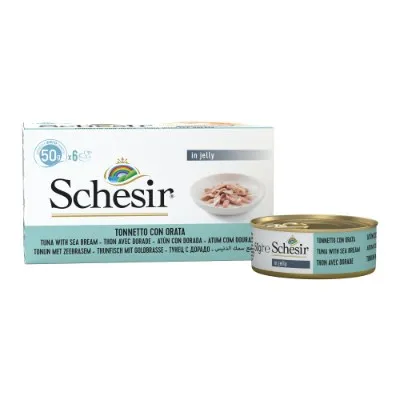 50g x6
in jelly
Schesir
TONNETTO CON ORATA
TUNA WITH SEA BREAM - THON AVEC DORADE - ATÚN CON DORADA - ATUM COM DOURADA
TONIJN MET ZEEBRASEM - THUNFISCH MIT GOLDBRASSE - ТУНЕЦ С ДОРАДО -
Schesir
in jelly
TONNETTO CON ORATA
TUNA WITH SEA BREAM
THON AVEC DORADE